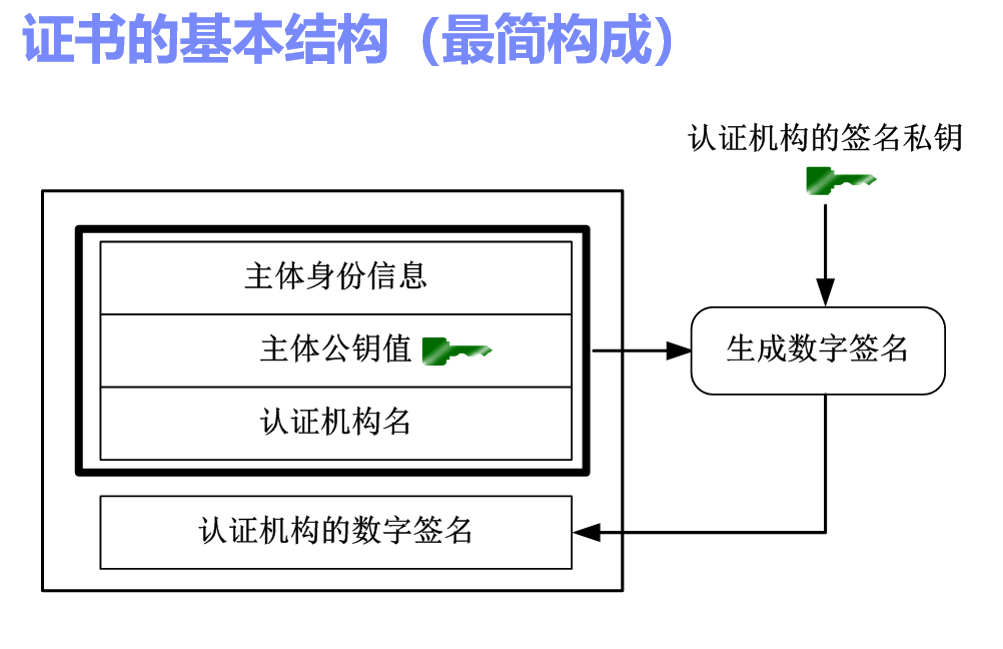 证书的基本结构（最简构成）
认证机构的签名私钥
主体身份信息
主体公钥值
生成数字签名
认证机构名
认证机构的数字签名